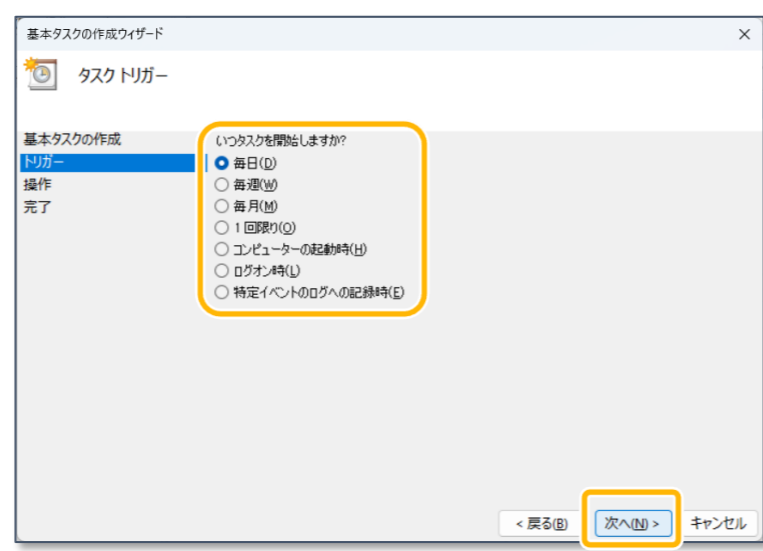 基本タスクの作成ウィザード
タスク トリガー
基本タスクの作成
トリガー
操作
完了
いつタスクを開始しますか?
毎日(D)
毎週(W)
毎月(M)
1 回限り(O)
コンピューターの起動時(H)
ログオン時(L)
特定イベントのログへの記録時(E)
< 戻る(B)
次へ(N) >
キャンセル